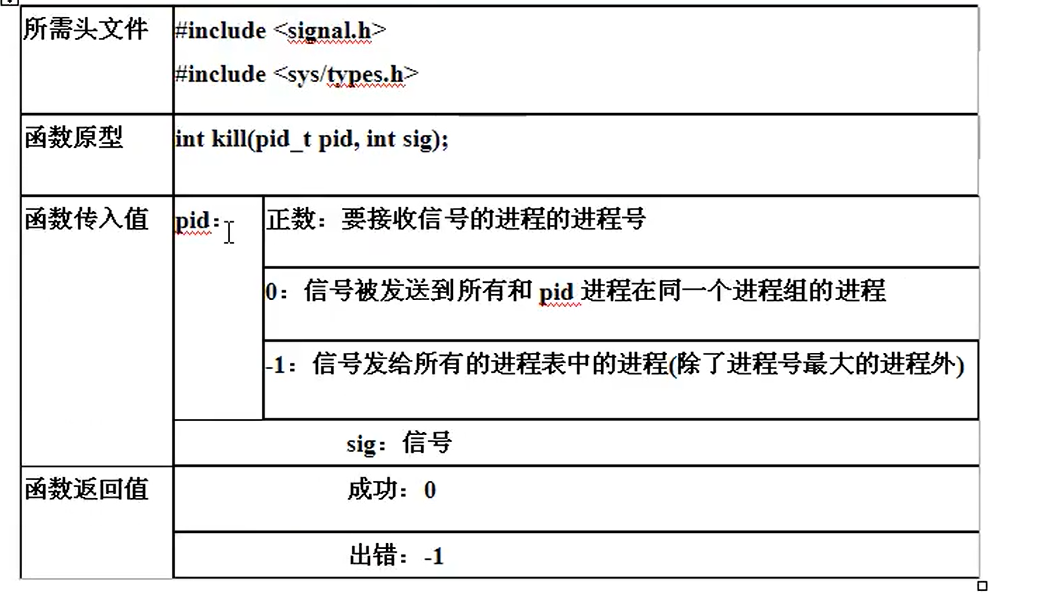 所需头文件
#include <signal.h>
#include <sys/types.h>
函数原型
int kill(pid_t pid, int sig);
函数传入值
pid：
正数：要接收信号的进程的进程号
0：信号被发送到所有和 pid 进程在同一个进程组的进程
-1：信号发给所有的进程表中的进程(除了进程号最大的进程外)
sig：信号
函数返回值
成功：0
出错：-1